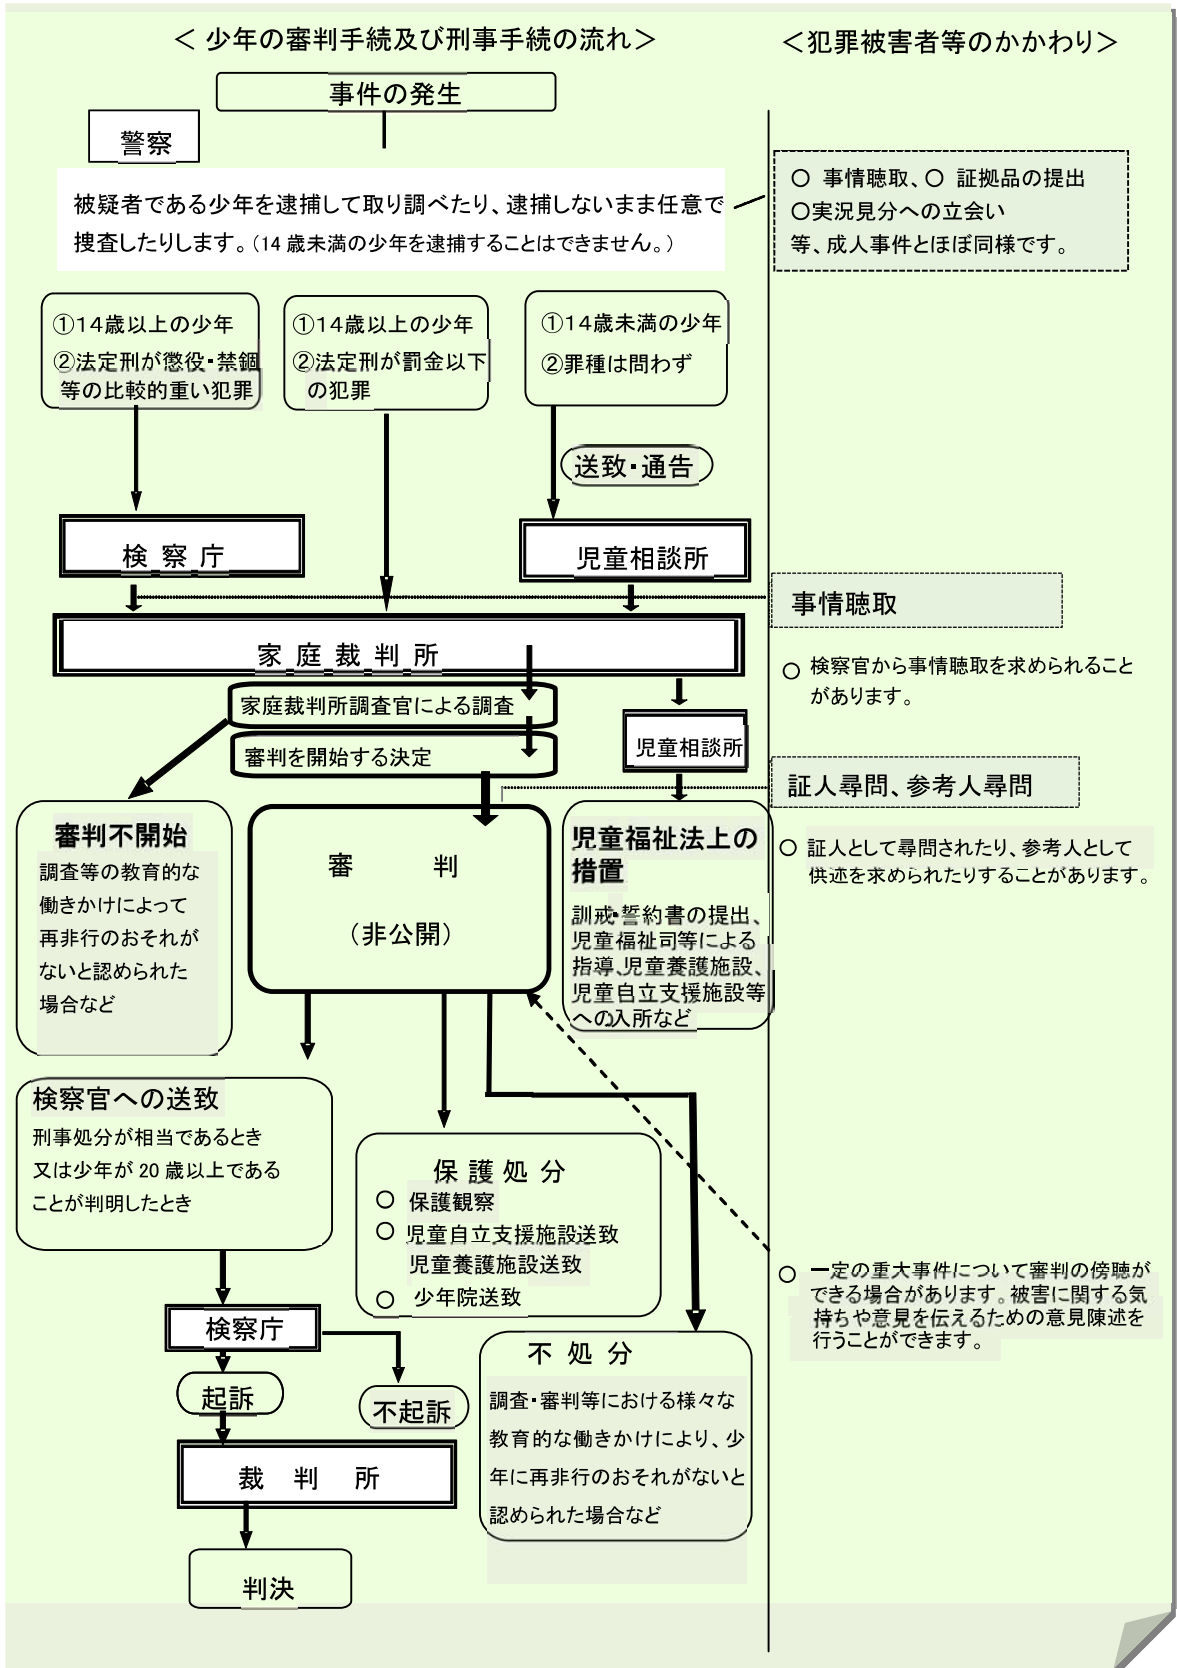 ＜ 少年の審判手続及び刑事手続の流れ＞
＜犯罪被害者等のかかわり＞
事件の発生
警察
被疑者である少年を逮捕して取り調べたり、逮捕しないまま任意で
捜査したりします。（14 歳未満の少年を逮捕することはできません。）
○ 事情聴取、○ 証拠品の提出
○実況見分への立会い
等、成人事件とほぼ同様です。
①14歳以上の少年
②法定刑が懲役・禁錮
等の比較的重い犯罪
①14歳以上の少年
②法定刑が罰金以下
の犯罪
①14歳未満の少年
②罪種は問わず
送致・通告
検 察 庁
児童相談所
事情聴取
家 庭 裁 判 所
○ 検察官から事情聴取を求められること
があります。
家庭裁判所調査官による調査
審判を開始する決定
児童相談所
証人尋問、参考人尋問
○ 証人として尋問されたり、参考人として
供述を求められたりすることがあります。
審判不開始
調査等の教育的な
働きかけによって
再非行のおそれが
ないと認められた
場合など
審 判
（非公開）
児童福祉法上の
措置
訓戒・誓約書の提出、
児童福祉司等による
指導、児童養護施設、
児童自立支援施設等
への入所など
検察官への送致
刑事処分が相当であるとき
又は少年が 20 歳以上である
ことが判明したとき
保 護 処 分
○ 保護観察
○ 児童自立支援施設送致
児童養護施設送致
○ 少年院送致
○ 一定の重大事件について審判の傍聴が
できる場合があります。被害に関する気
持ちや意見を伝えるための意見陳述を
行うことができます。
検察庁
起訴
不起訴
不 処 分
調査・審判等における様々な
教育的な働きかけにより、少
年に再非行のおそれがないと
認められた場合など
裁 判 所
判決